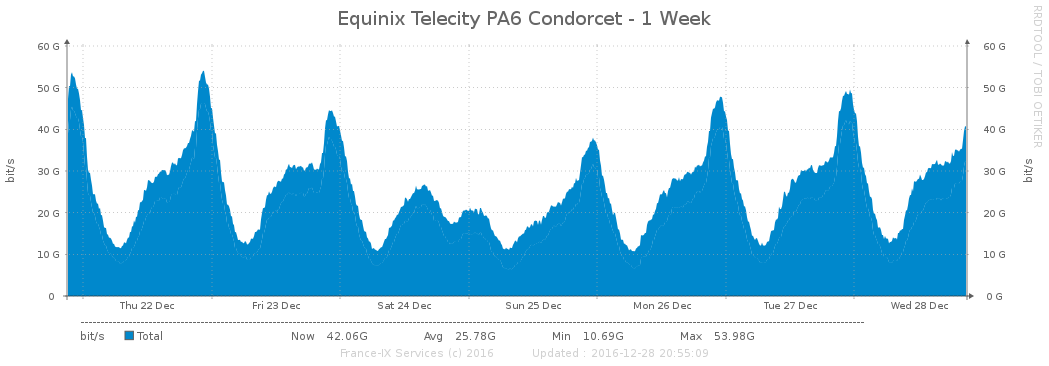 Equinix Telecity PA6 Condorcet - 1 Week
RRDTOOL / TOBI OETIKER
60 G 60 G
50 G 50 G
40 G 40 G
30 G 30 G
20 G 20 G
10 G 10 G
0 0 G
bit/s
bit/s
Thu 22 Dec Fri 23 Dec Sat 24 Dec Sun 25 Dec Mon 26 Dec Tue 27 Dec Wed 28 Dec
bit/s Total Now 42.06G Avg 25.78G Min 10.69G Max 53.98G
France-IX Services (c) 2016 Updated : 2016-12-28 20:55:09